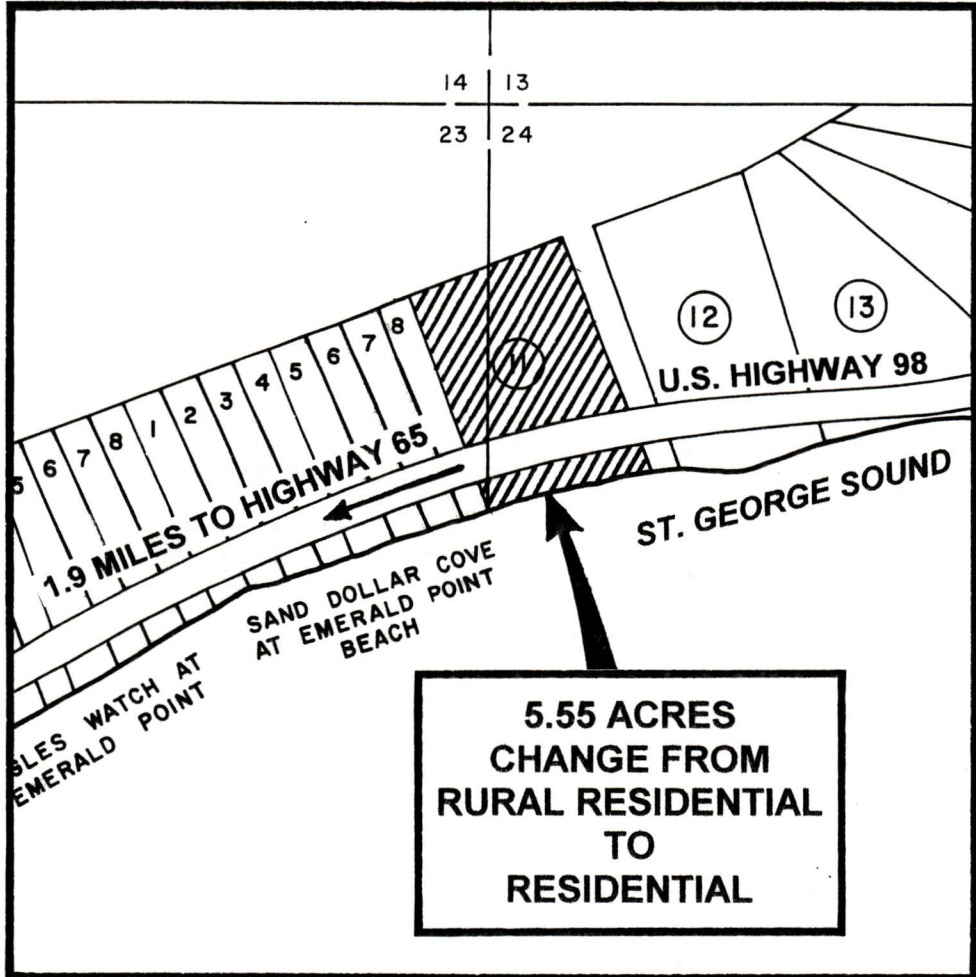 14 13
23 24
12
13
11
U.S. HIGHWAY 98
5 6 7 8 1 2 3 4 5 6 7 8
1.9 MILES TO HIGHWAY 65
ST. GEORGE SOUND
SAND DOLLAR COVE
AT EMERALD POINT
BEACH
GLES WATCH AT
EMERALD POINT
5.55 ACRES
CHANGE FROM
RURAL RESIDENTIAL
TO
RESIDENTIAL